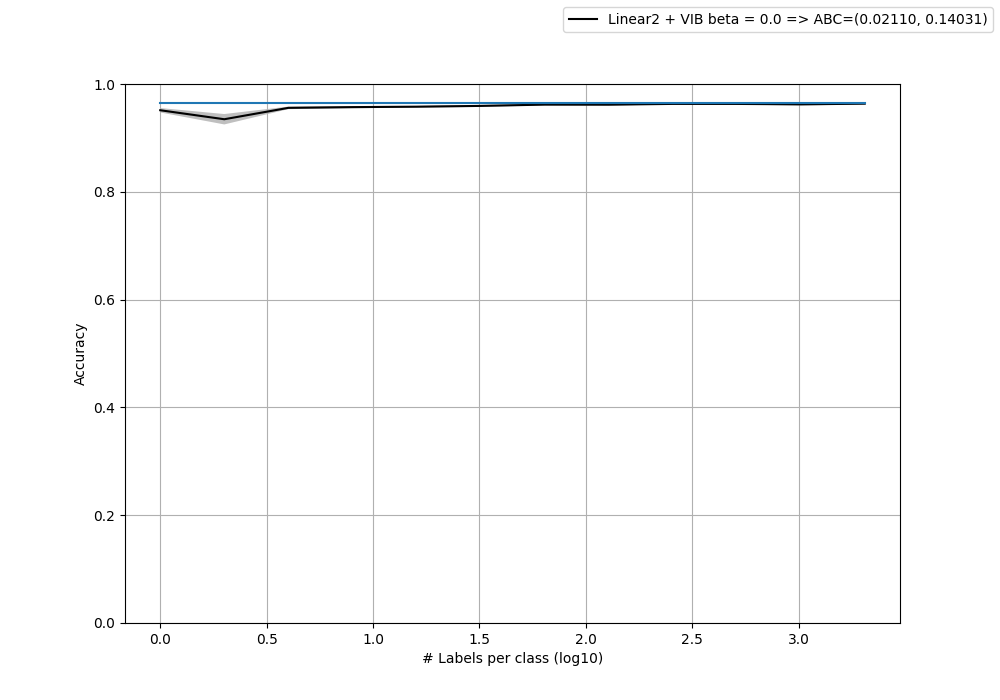 Linear2 + VIB beta = 0.0 => ABC=(0.02110, 0.14031)
1.0
0.8
0.6
0.4
0.2
0.0
Accuracy
0.0 0.5 1.0 1.5 2.0 2.5 3.0
# Labels per class (log10)